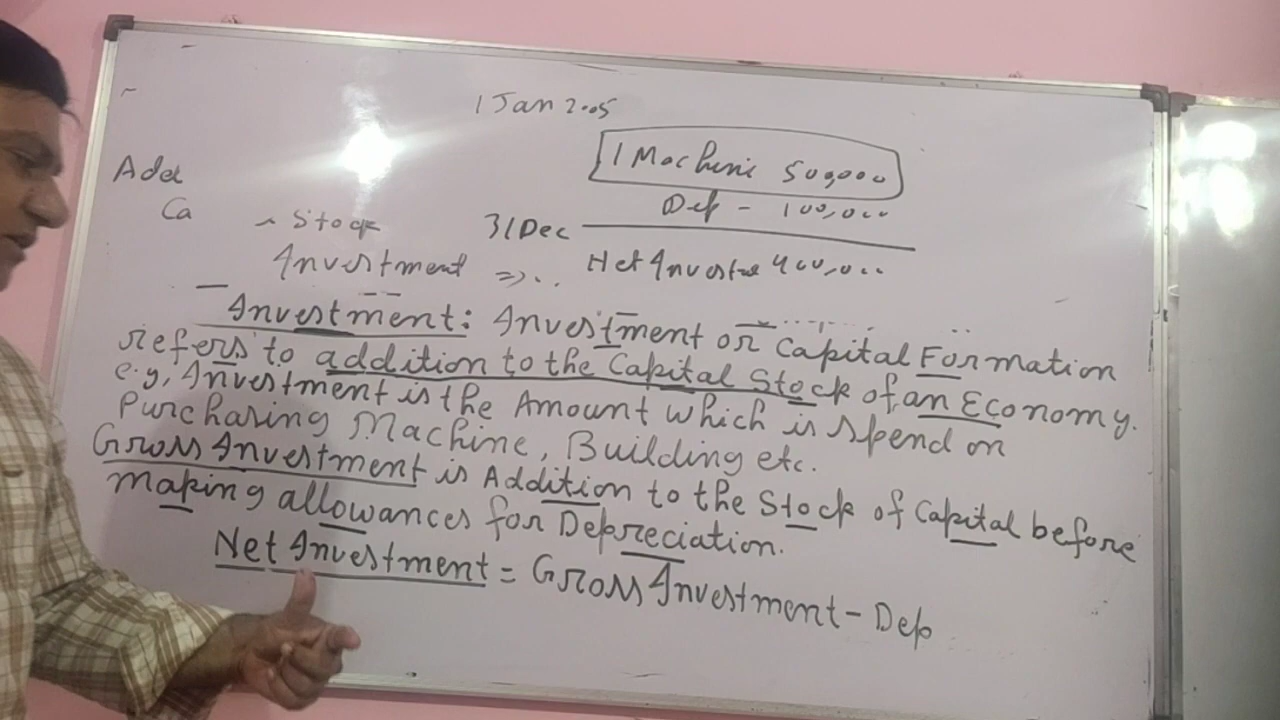 1 Jan 2005
1 Machine 500,000
Add
Dep - 100,000
Ca
Stock
31 Dec
Investment => .. Net Investme 400,000
Investment: Investment or Capital Formation
refers to addition to the Capital Stock of an Economy.
e.g, Investment is the Amount which is spend on
Purchasing Machine, Building etc.
Gross Investment is Addition to the Stock of Capital before
making allowances for Depreciation.
Net Investment = Gross Investment - Dep